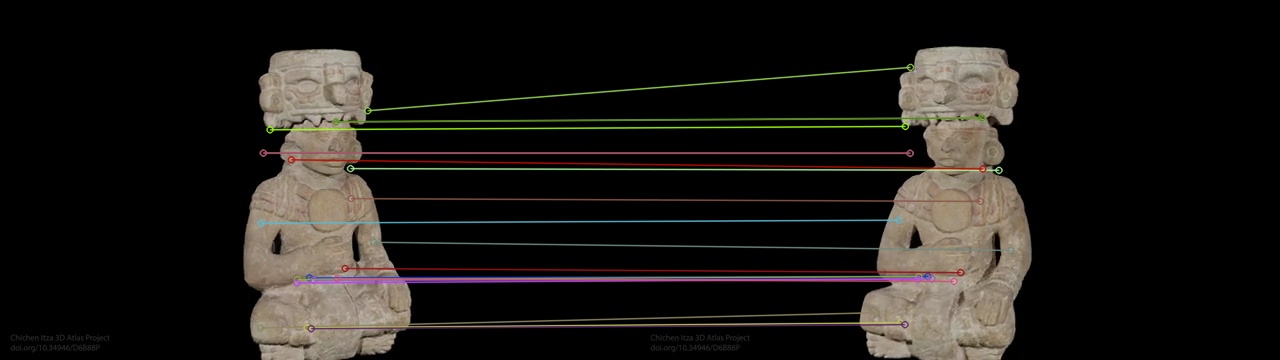 Chichen Itza 3D Atlas Project
doi.org/10.34946/D6B88P
Chichen Itza 3D Atlas Project
doi.org/10.34946/D6B88P